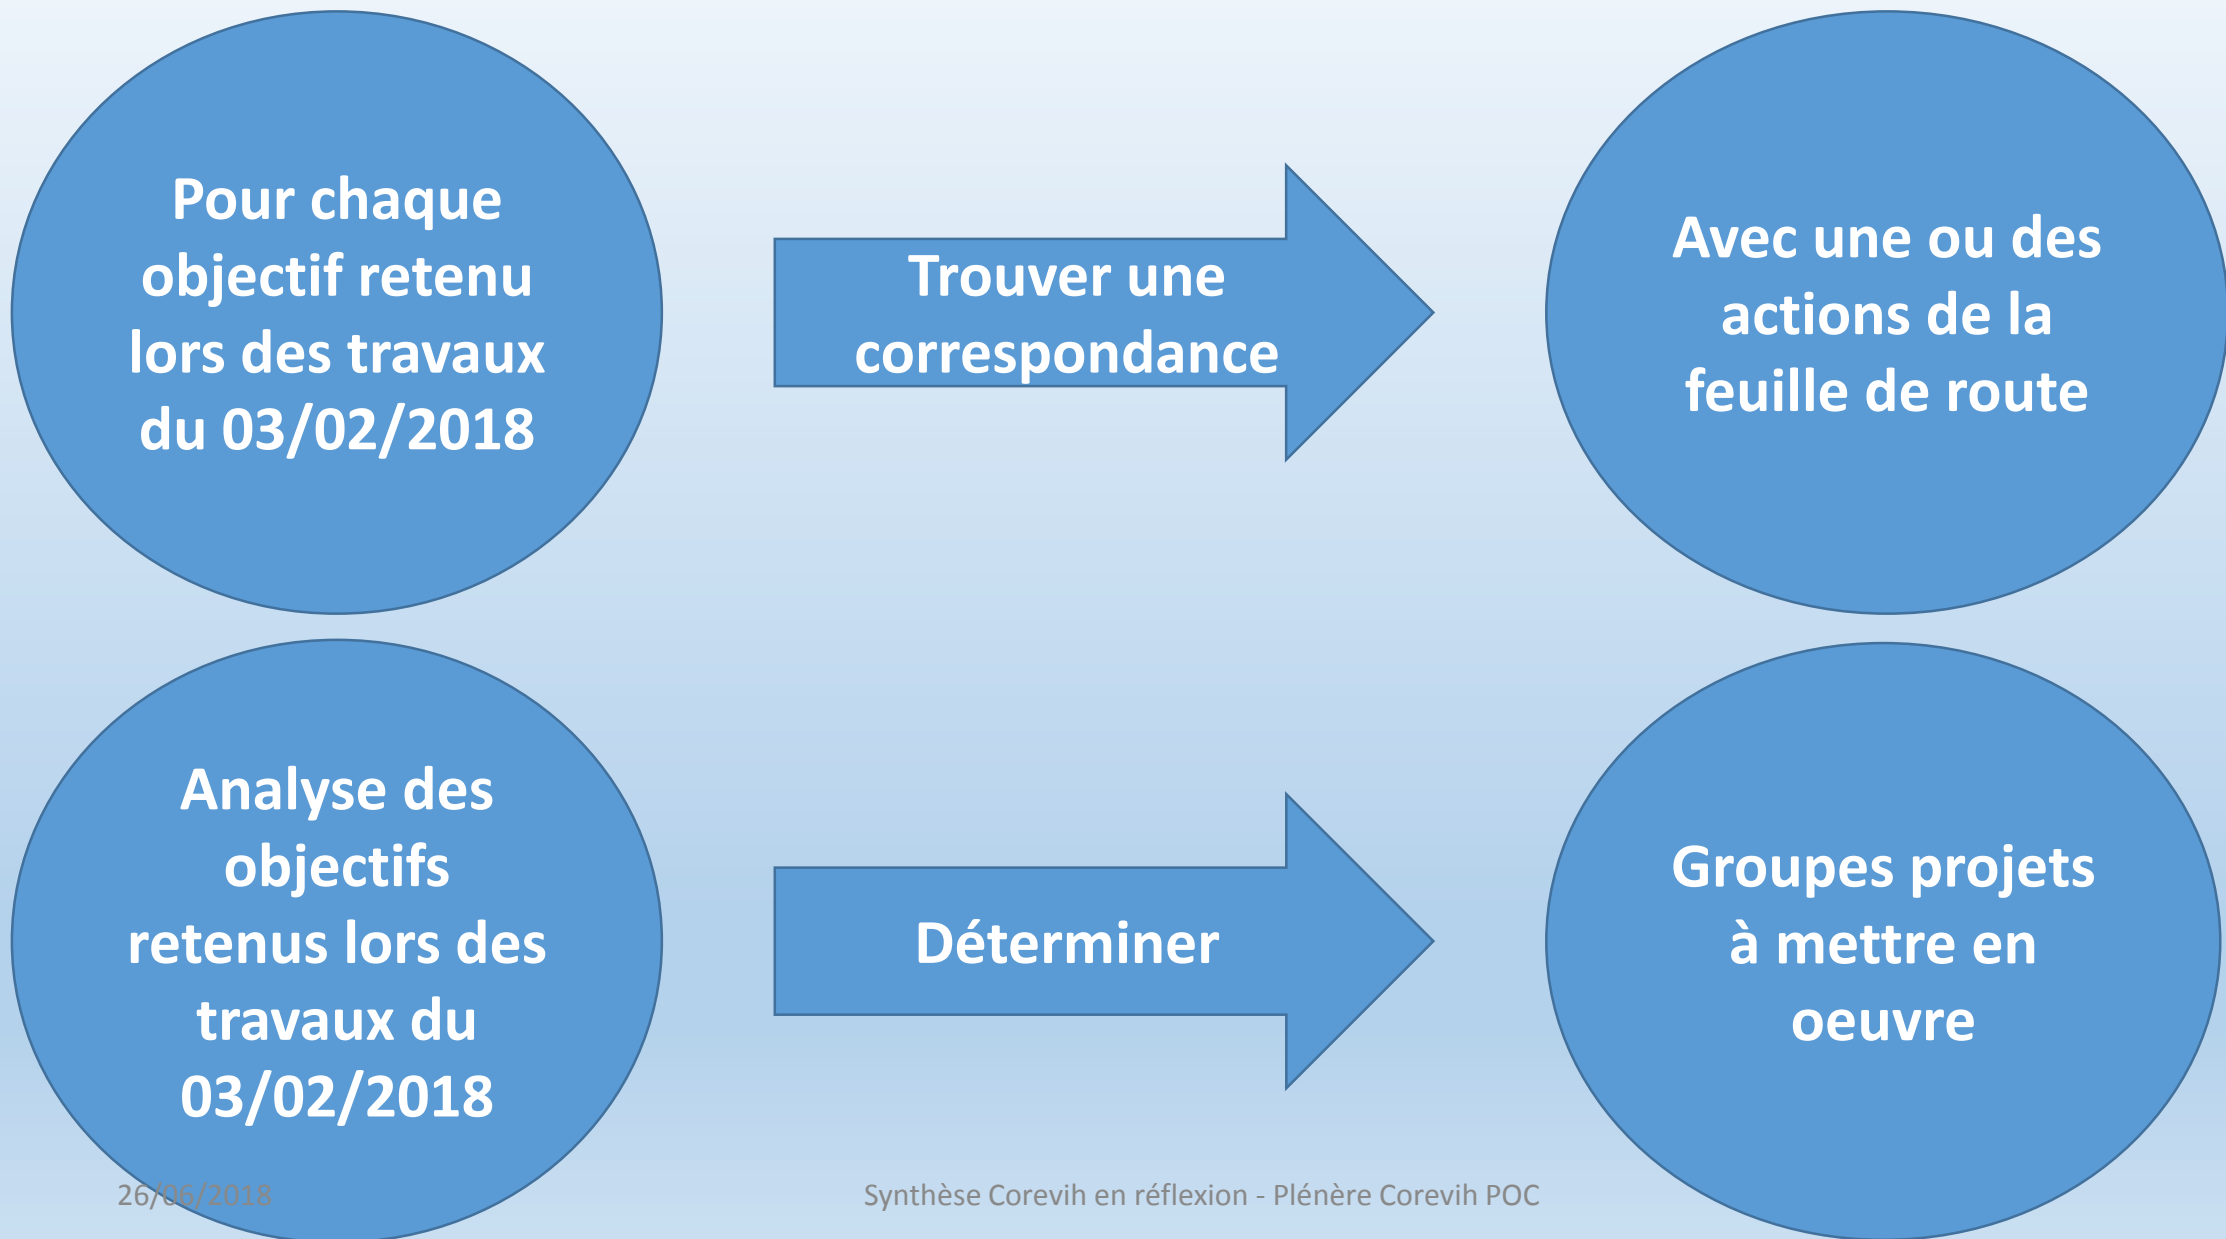 Pour chaque
objectif retenu
lors des travaux
du 03/02/2018
Trouver une
correspondance
Avec une ou des
actions de la
feuille de route
Analyse des
objectifs
retenus lors des
travaux du
03/02/2018
Déterminer
Groupes projets
à mettre en
oeuvre
26/06/2018
Synthèse Corevih en réflexion - Plénère Corevih POC